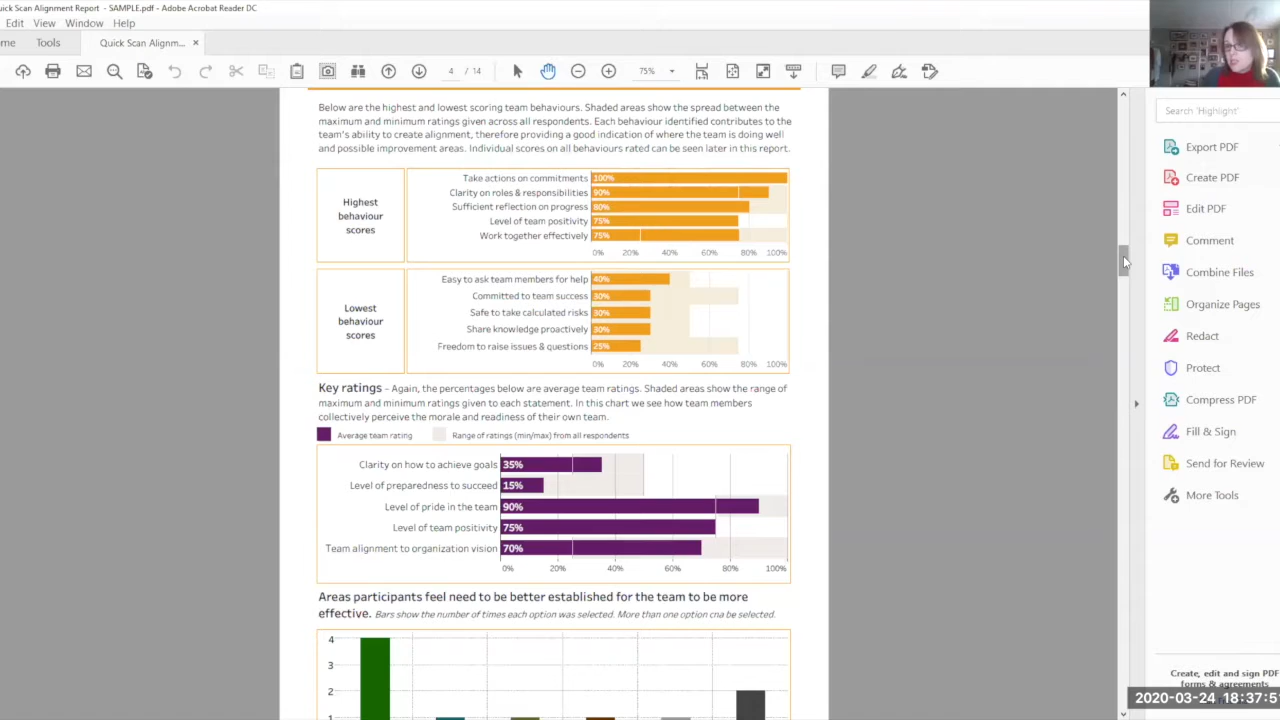 uick Scan Alignment Report - SAMPLE.pdf - Adobe Acrobat Reader DC
Edit View Window Help
me Tools Quick Scan Alignm... ×
4 / 14 75%
Search 'Highlight'
Export PDF
Create PDF
Edit PDF
Comment
Combine Files
Organize Pages
Redact
Protect
Compress PDF
Fill & Sign
Send for Review
More Tools
Create, edit and sign PDF
forms & agreements
2020-03-24 18:37:51
Below are the highest and lowest scoring team behaviours. Shaded areas show the spread between the
maximum and minimum ratings given across all respondents. Each behaviour identified contributes to the
team's ability to create alignment, therefore providing a good indication of where the team is doing well
and possible improvement areas. Individual scores on all behaviours rated can be seen later in this report.
Highest
behaviour
scores
Take actions on commitments 100%
Clarity on roles & responsibilities 90%
Sufficient reflection on progress 80%
Level of team positivity 75%
Work together effectively 75%
0% 20% 40% 60% 80% 100%
Lowest
behaviour
scores
Easy to ask team members for help 40%
Committed to team success 30%
Safe to take calculated risks 30%
Share knowledge proactively 30%
Freedom to raise issues & questions 25%
0% 20% 40% 60% 80% 100%
Key ratings – Again, the percentages below are average team ratings. Shaded areas show the range of
maximum and minimum ratings given to each statement. In this chart we see how team members
collectively perceive the morale and readiness of their own team.
Average team rating Range of ratings (min/max) from all respondents
Clarity on how to achieve goals 35%
Level of preparedness to succeed 15%
Level of pride in the team 90%
Level of team positivity 75%
Team alignment to organization vision 70%
0% 20% 40% 60% 80% 100%
Areas participants feel need to be better established for the team to be more
effective. Bars show the number of times each option was selected. More than one option cna be selected.
4
3
2
1